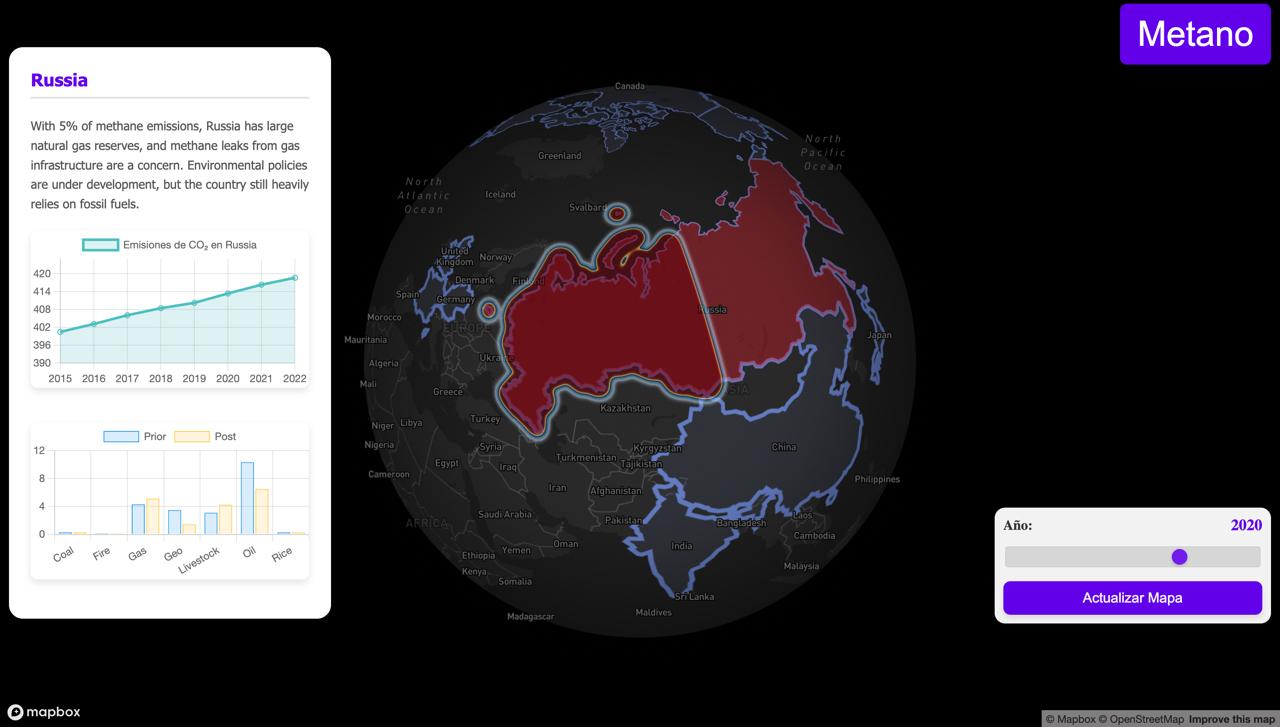 Metano
Russia
With 5% of methane emissions, Russia has large
natural gas reserves, and methane leaks from gas
infrastructure are a concern. Environmental policies
are under development, but the country still heavily
relies on fossil fuels.
Emisiones de CO₂ en Russia
420
414
408
402
396
390
2015 2016 2017 2018 2019 2020 2021 2022
Prior Post
12
8
4
0
Coal Fire Gas Geo Livestock Oil Rice
Canada
North
Pacific
Ocean
Greenland
North
Atlantic
Ocean
Iceland
Svalbard
United
Kingdom
Norway
Denmark
Finland
Spain
Germany
Russia
Morocco
EUROPE
Japan
Mauritania
Ukraine
Algeria
Mali
ASIA
Greece
Kazakhstan
Niger
Libya
Turkey
Nigeria
Syria
Kyrgyzstan
China
Turkmenistan
Tajikistan
Egypt
Iraq
Cameroon
Iran
Afghanistan
Philippines
Saudi Arabia
Pakistan
AFRICA
Bangladesh
Laos
Cambodia
Oman
Yemen
India
Ethiopia
Kenya
Malaysia
Somalia
Sri Lanka
Maldives
Madagascar
Año: 2020
Actualizar Mapa
mapbox
© Mapbox © OpenStreetMap Improve this map